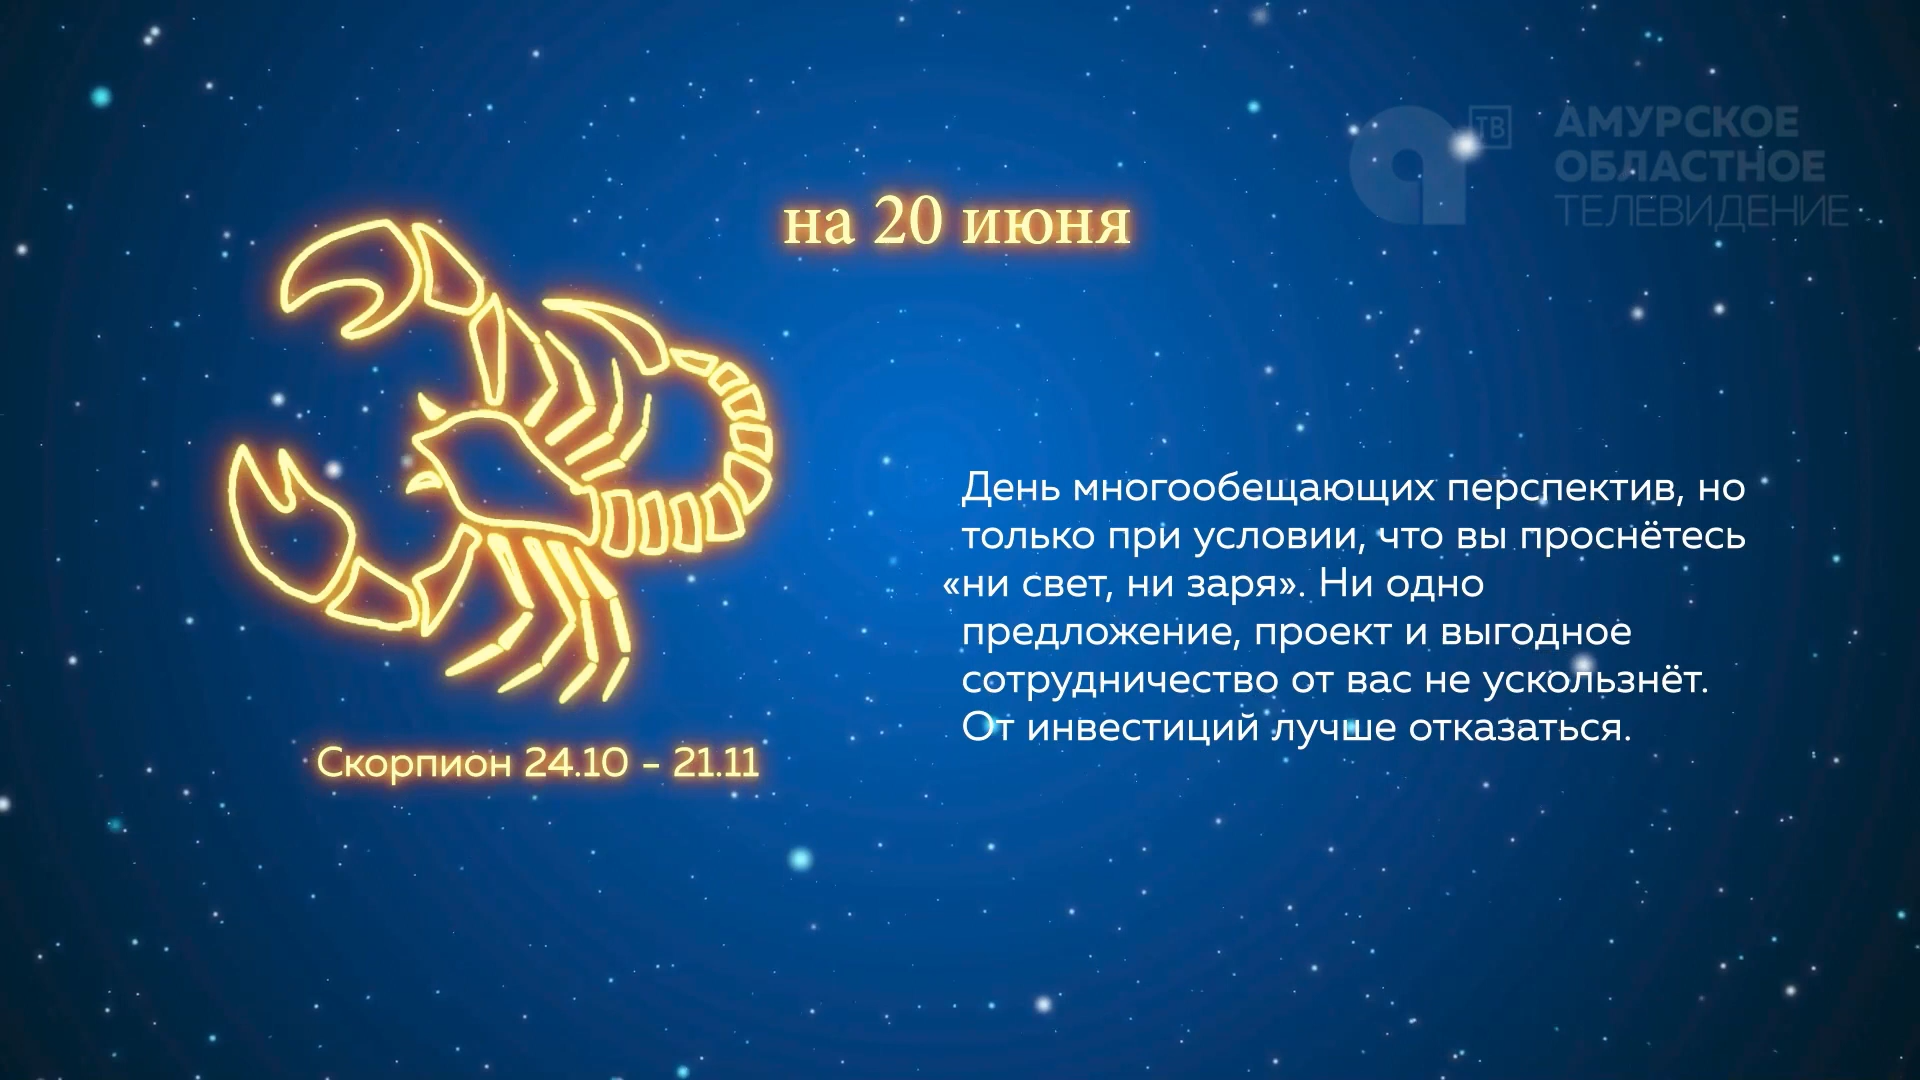 ТВ
АМУРСКОЕ
ОБЛАСТНОЕ
ТЕЛЕВИДЕНИЕ
на 20 июня
День многообещающих перспектив, но
только при условии, что вы проснётесь
«ни свет, ни заря». Ни одно
предложение, проект и выгодное
сотрудничество от вас не ускользнёт.
От инвестиций лучше отказаться.
Скорпион 24.10 - 21.11